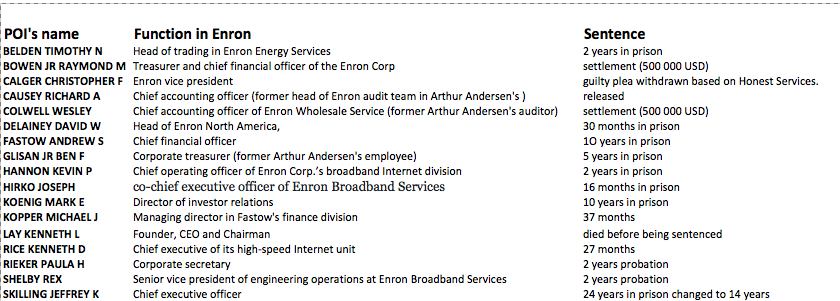 POI's name Function in Enron Sentence
BELDEN TIMOTHY N Head of trading in Enron Energy Services 2 years in prison
BOWEN JR RAYMOND M Treasurer and chief financial officer of the Enron Corp settlement (500 000 USD)
CALGER CHRISTOPHER F Enron vice president guilty plea withdrawn based on Honest Services.
CAUSEY RICHARD A Chief accounting officer (former head of Enron audit team in Arthur Andersen's ) released
COLWELL WESLEY Chief accounting officer of Enron Wholesale Service (former Arthur Andersen's auditor) settlement (500 000 USD)
DELAINEY DAVID W Head of Enron North America, 30 months in prison
FASTOW ANDREW S Chief financial officer 1O years in prison
GLISAN JR BEN F Corporate treasurer (former Arthur Andersen's employee) 5 years in prison
HANNON KEVIN P Chief operating officer of Enron Corp.'s broadband Internet division 2 years in prison
HIRKO JOSEPH co-chief executive officer of Enron Broadband Services 16 months in prison
KOENIG MARK E Director of investor relations 10 years in prison
KOPPER MICHAEL J Managing director in Fastow's finance division 37 months
LAY KENNETH L Founder, CEO and Chairman died before being sentenced
RICE KENNETH D Chief executive of its high-speed Internet unit 27 months
RIEKER PAULA H Corporate secretary 2 years probation
SHELBY REX Senior vice president of engineering operations at Enron Broadband Services 2 years probation
SKILLING JEFFREY K Chief executive officer 24 years in prison changed to 14 years